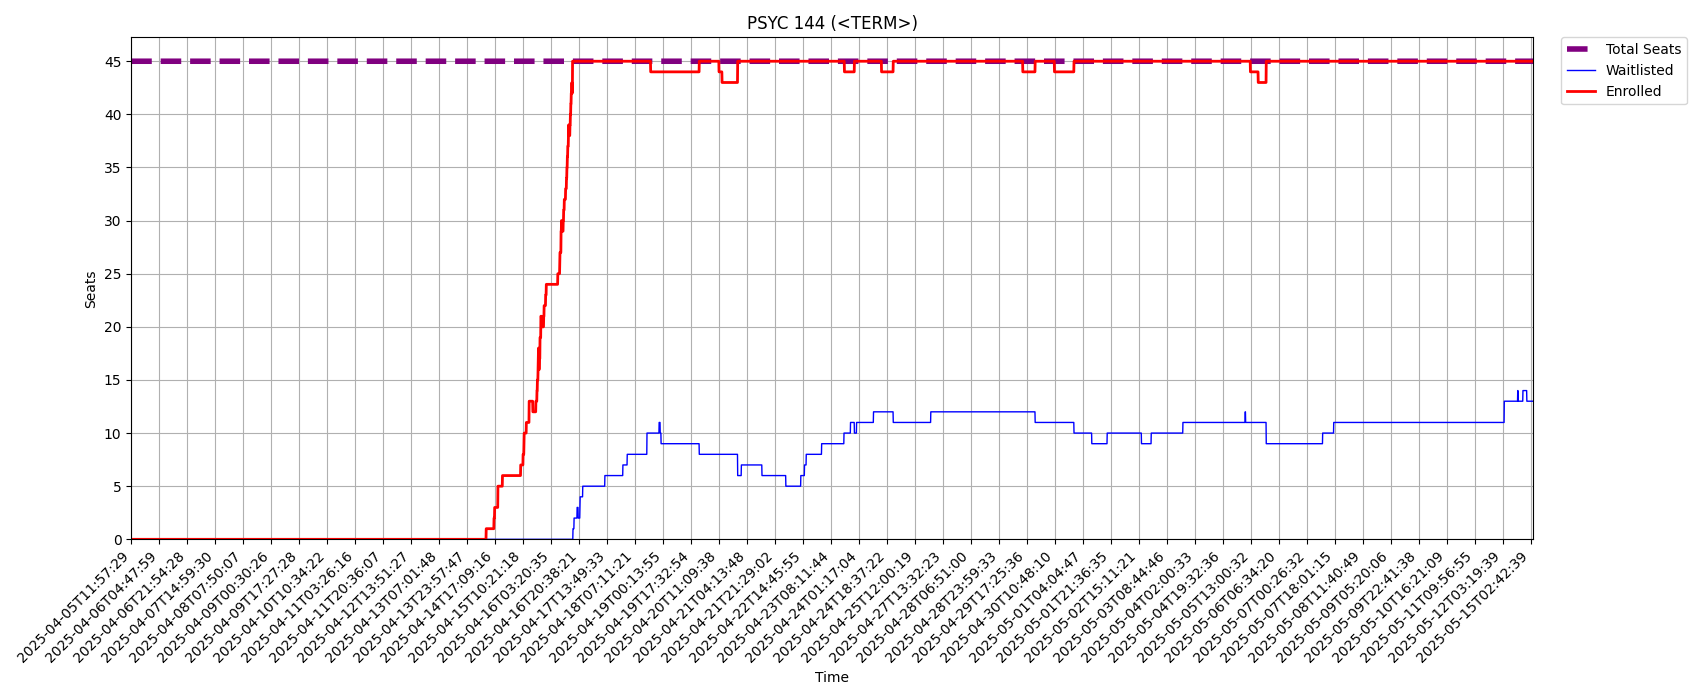 PSYC 144 (<TERM>)
Total Seats
Waitlisted
Enrolled
Seats
45
40
35
30
25
20
15
10
5
0
2025-04-05T11:57:29
2025-04-06T04:47:59
2025-04-06T21:54:28
2025-04-07T14:59:30
2025-04-08T07:50:07
2025-04-09T00:30:26
2025-04-09T17:27:28
2025-04-10T10:34:22
2025-04-11T03:26:16
2025-04-11T20:36:07
2025-04-12T13:51:27
2025-04-13T07:01:48
2025-04-13T23:57:47
2025-04-14T17:09:16
2025-04-15T10:21:18
2025-04-16T03:20:35
2025-04-16T20:38:21
2025-04-17T13:49:33
2025-04-18T07:11:21
2025-04-19T00:13:55
2025-04-19T17:32:54
2025-04-20T11:09:38
2025-04-21T04:13:48
2025-04-21T21:29:02
2025-04-22T14:45:55
2025-04-23T08:11:44
2025-04-24T01:17:04
2025-04-24T18:37:22
2025-04-25T12:00:19
2025-04-27T13:32:23
2025-04-28T06:51:00
2025-04-28T23:59:33
2025-04-29T17:25:36
2025-04-30T10:48:10
2025-05-01T04:04:47
2025-05-01T21:36:35
2025-05-02T15:11:21
2025-05-03T08:44:46
2025-05-04T02:00:33
2025-05-04T19:32:36
2025-05-05T13:00:32
2025-05-06T06:34:20
2025-05-07T00:26:32
2025-05-07T18:01:15
2025-05-08T11:40:49
2025-05-09T05:20:06
2025-05-09T22:41:38
2025-05-10T16:21:09
2025-05-11T09:56:55
2025-05-12T03:19:39
2025-05-15T02:42:39
Time